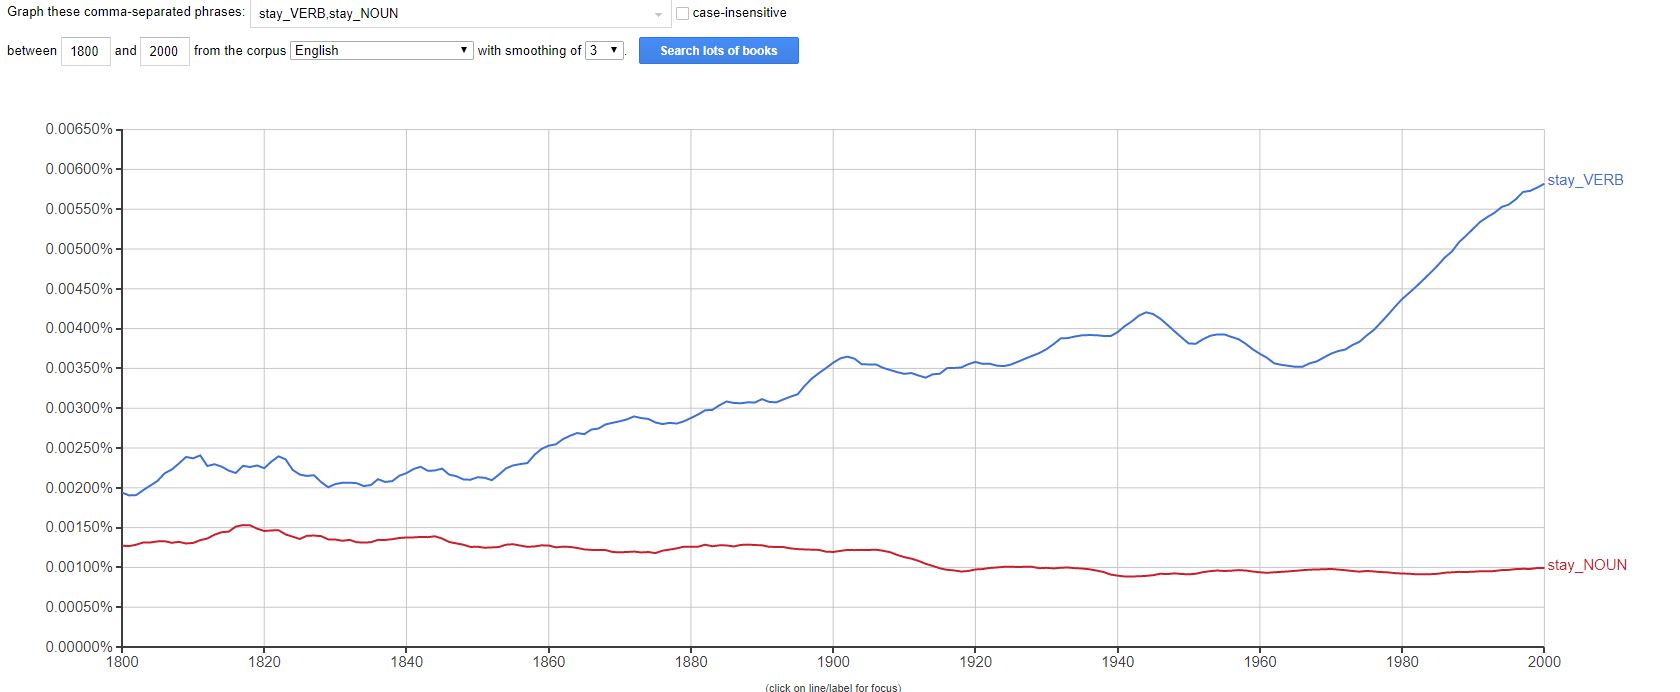 Graph these comma-separated phrases: stay_VERB,stay_NOUN case-insensitive
between 1800 and 2000 from the corpus English with smoothing of 3 . Search lots of books
0.00650%
0.00600%
stay_VERB
0.00550%
0.00500%
0.00450%
0.00400%
0.00350%
0.00300%
0.00250%
0.00200%
0.00150%
0.00100%
stay_NOUN
0.00050%
0.00000%
1800 1820 1840 1860 1880 1900 1920 1940 1960 1980 2000
(click on line/label for focus)